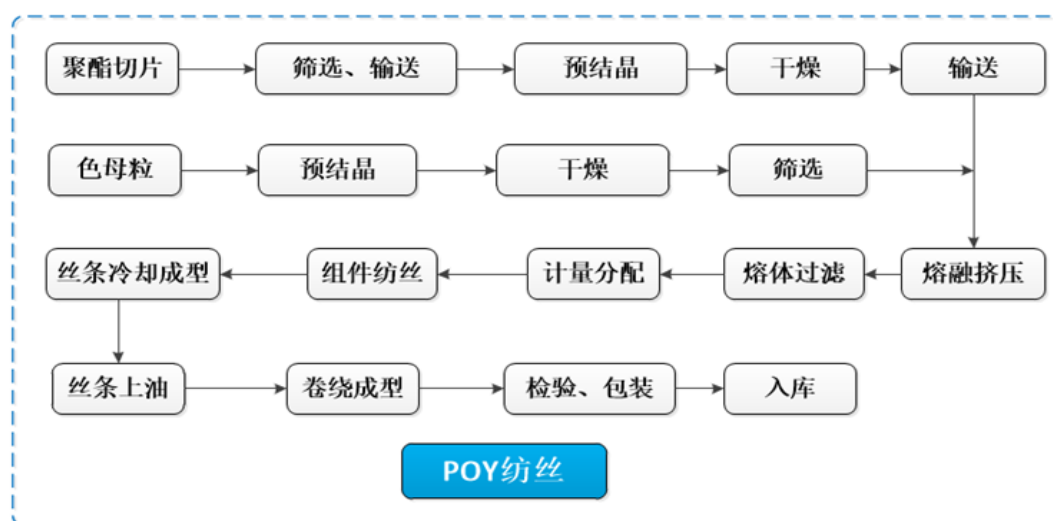 聚酯切片
筛选、输送
预结晶
干燥
输送
色母粒
预结晶
干燥
筛选
丝条冷却成型
组件纺丝
计量分配
熔体过滤
熔融挤压
丝条上油
卷绕成型
检验、包装
入库
POY纺丝